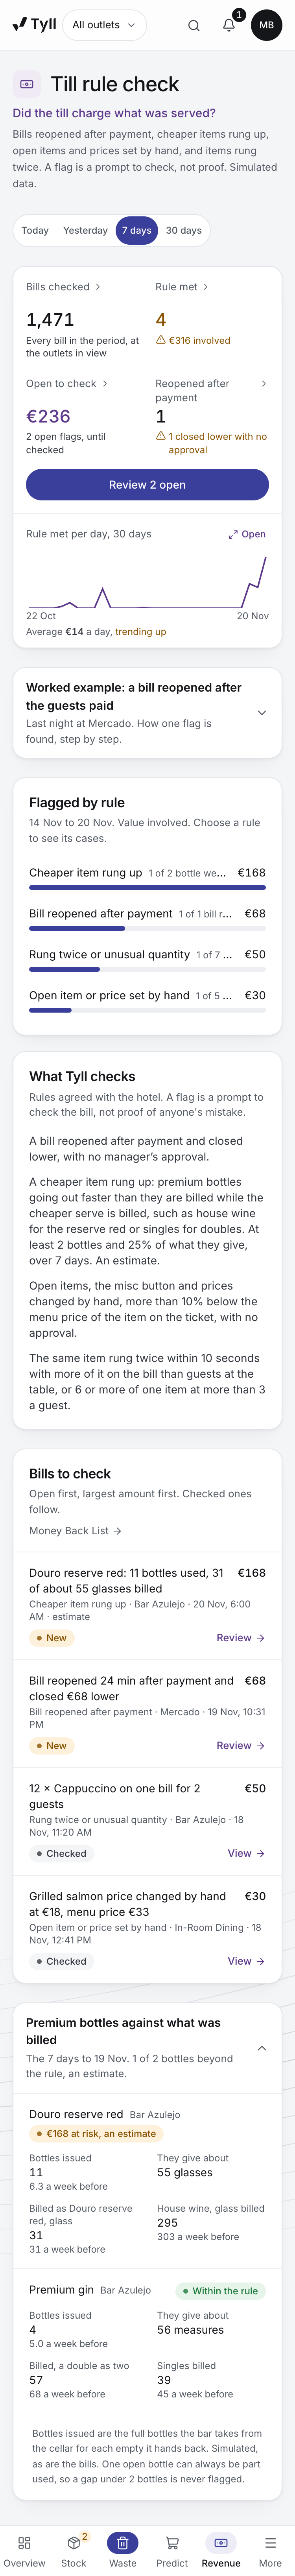 Tyll
All outlets
1
MB
Till rule check
Did the till charge what was served?
Bills reopened after payment, cheaper items rung up,
open items and prices set by hand, and items rung
twice. A flag is a prompt to check, not proof. Simulated
data.
Today
Yesterday
7 days
30 days
Bills checked
Rule met
1,471
4
Every bill in the period, at
the outlets in view
€316 involved
Open to check
Reopened after
payment
€236
1
2 open flags, until
checked
1 closed lower with no
approval
Review 2 open
Rule met per day, 30 days
Open
22 Oct
20 Nov
Average €14 a day, trending up
Worked example: a bill reopened after
the guests paid
Last night at Mercado. How one flag is
found, step by step.
Flagged by rule
14 Nov to 20 Nov. Value involved. Choose a rule
to see its cases.
Cheaper item rung up 1 of 2 bottle we... €168
Bill reopened after payment 1 of 1 bill r... €68
Rung twice or unusual quantity 1 of 7 ... €50
Open item or price set by hand 1 of 5 ... €30
What Tyll checks
Rules agreed with the hotel. A flag is a prompt to
check the bill, not proof of anyone's mistake.
A bill reopened after payment and closed
lower, with no manager's approval.
A cheaper item rung up: premium bottles
going out faster than they are billed while the
cheaper serve is billed, such as house wine
for the reserve red or singles for doubles. At
least 2 bottles and 25% of what they give,
over 7 days. An estimate.
Open items, the misc button and prices
changed by hand, more than 10% below the
menu price of the item on the ticket, with no
approval.
The same item rung twice within 10 seconds
with more of it on the bill than guests at the
table, or 6 or more of one item at more than 3
a guest.
Bills to check
Open first, largest amount first. Checked ones
follow.
Money Back List
Douro reserve red: 11 bottles used, 31
of about 55 glasses billed
€168
Cheaper item rung up · Bar Azulejo · 20 Nov, 6:00
AM · estimate
New
Review
Bill reopened 24 min after payment and
closed €68 lower
€68
Bill reopened after payment · Mercado · 19 Nov, 10:31
PM
New
Review
12 × Cappuccino on one bill for 2
guests
€50
Rung twice or unusual quantity · Bar Azulejo · 18
Nov, 11:20 AM
Checked
View
Grilled salmon price changed by hand
at €18, menu price €33
€30
Open item or price set by hand · In-Room Dining · 18
Nov, 12:41 PM
Checked
View
Premium bottles against what was
billed
The 7 days to 19 Nov. 1 of 2 bottles beyond
the rule, an estimate.
Douro reserve red Bar Azulejo
€168 at risk, an estimate
Bottles issued
They give about
11
55 glasses
6.3 a week before
Billed as Douro reserve
red, glass
House wine, glass billed
31
295
31 a week before
303 a week before
Premium gin Bar Azulejo
Within the rule
Bottles issued
They give about
4
56 measures
5.0 a week before
Billed, a double as two
Singles billed
57
39
68 a week before
45 a week before
Bottles issued are the full bottles the bar takes from
the cellar for each empty it hands back. Simulated,
as are the bills. One open bottle can always be part
used, so a gap under 2 bottles is never flagged.
2
Overview
Stock
Waste
Predict
Revenue
More